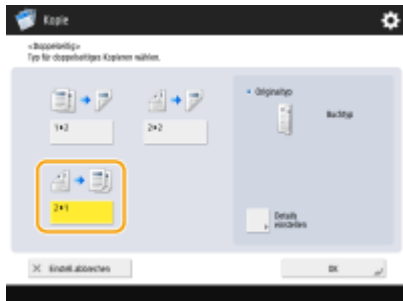 Kopie
<Doppelseitig>
Typ für doppelseitiges Kopieren wählen.
Originaltyp
Buchtyp
1▸2
2▸2
2▸1
Details
einstellen
Einstell. abbrechen
OK